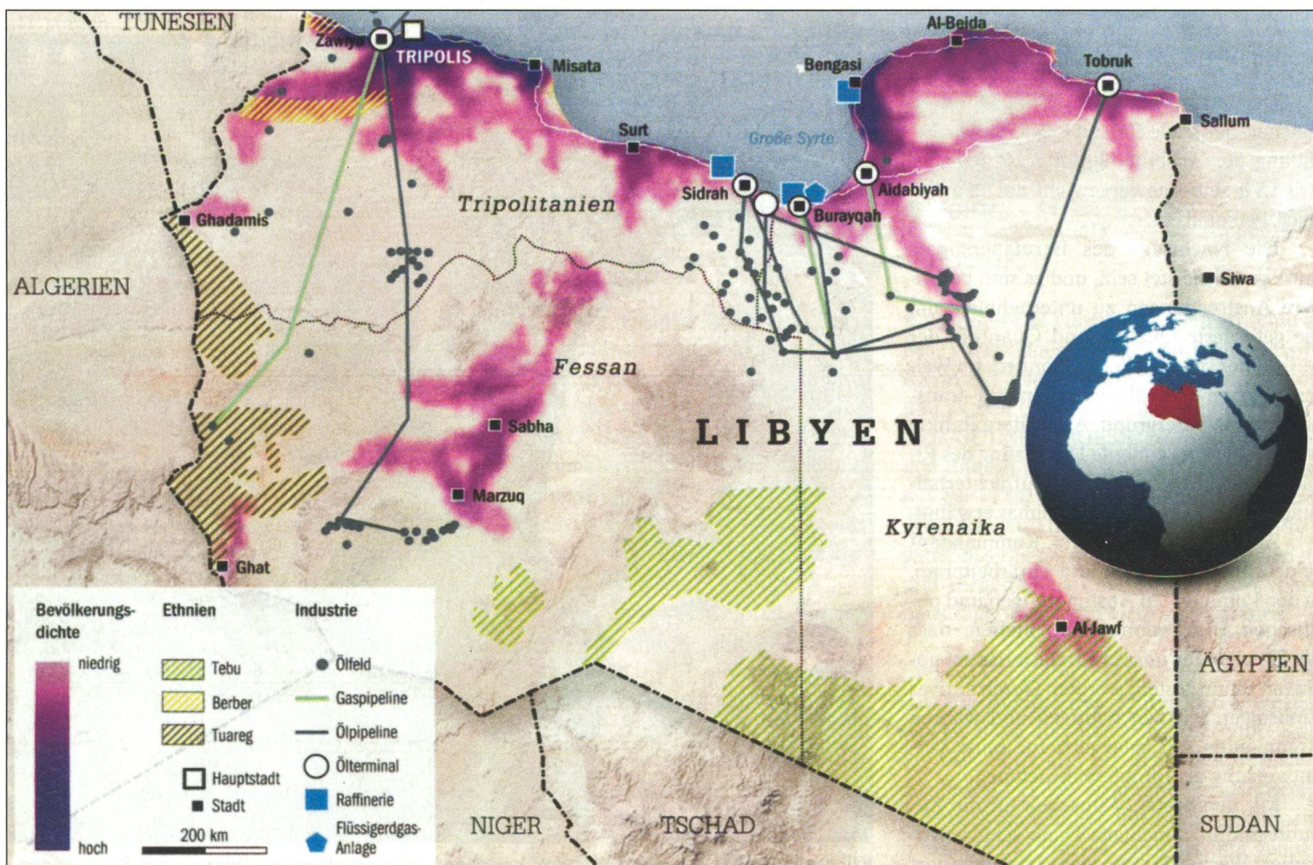 TUNESIEN
Zawiya
TRIPOLIS
Misata
Al-Beida
Bengasi
Tobruk
Sallum
Surt
Große Syrte
Sidrah
Burayqah
Aidabiyah
Ghadamis
Tripolitanien
ALGERIEN
Siwa
Fessan
LIBYEN
Sabha
Marzuq
Kyrenaika
Ghat
Al-Jawf
ÄGYPTEN
NIGER
TSCHAD
SUDAN
Bevölkerungs-
dichte
niedrig
hoch
Ethnien
Tebu
Berber
Tuareg
Hauptstadt
Stadt
200 km
Industrie
Ölfeld
Gaspipeline
Ölpipeline
Ölterminal
Raffinerie
Flüssigerdgas-
Anlage